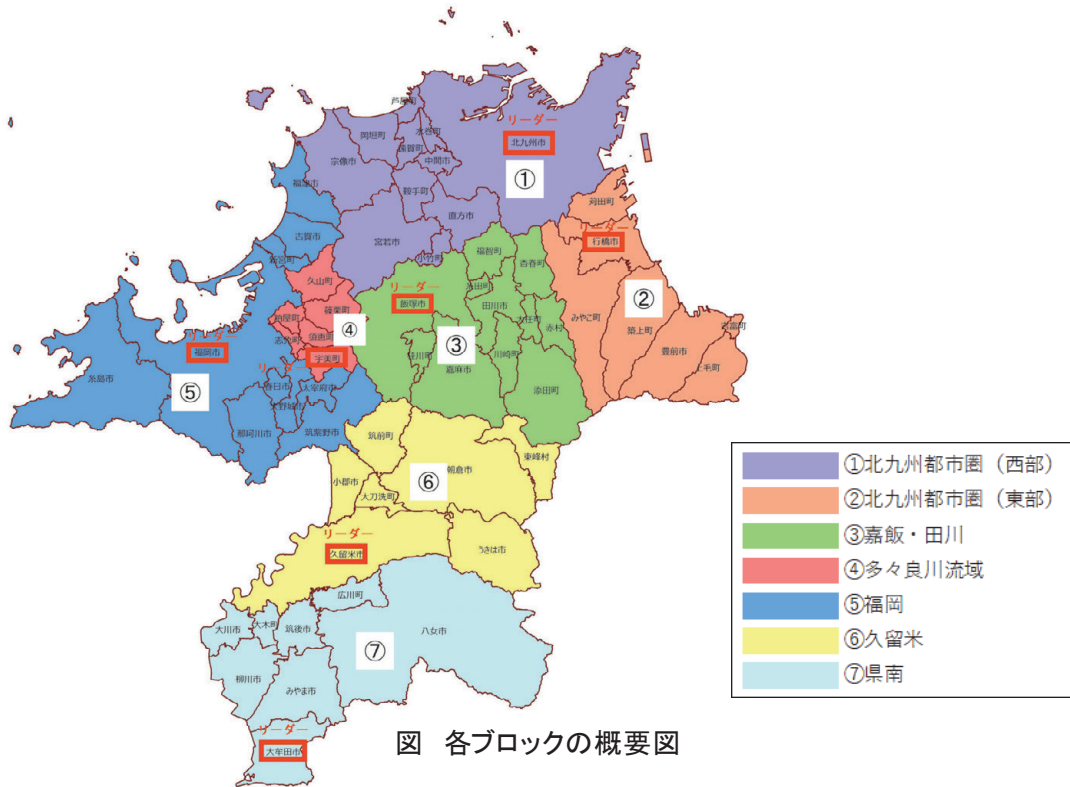 芦屋町
リーダー
岡垣町
水巻町
北九州市
遠賀町
宗像市
中間市
①
鞍手町
福津市
直方市
苅田町
古賀市
リーダー
行橋市
宮若市
福智町
香春町
小竹町
新宮町
久山町
リーダー
飯塚市
糸田町
②
篠栗町
田川市
みやこ町
粕屋町
④
大任町
赤村
吉富町
築上町
須恵町
志免町
リーダー
福岡市
宇美町
桂川町
③
川崎町
豊前市
嘉麻市
上毛町
リーダー
糸島市
春日市
太宰府市
⑤
添田町
大野城市
那珂川市
筑紫野市
筑前町
東峰村
朝倉市
小郡市
⑥
大刀洗町
リーダー
久留米市
うきは市
広川町
大川市
大木町
筑後市
八女市
⑦
柳川市
みやま市
リーダー
大牟田市
①北九州都市圏（西部）
②北九州都市圏（東部）
③嘉飯・田川
④多々良川流域
⑤福岡
⑥久留米
⑦県南
図　各ブロックの概要図